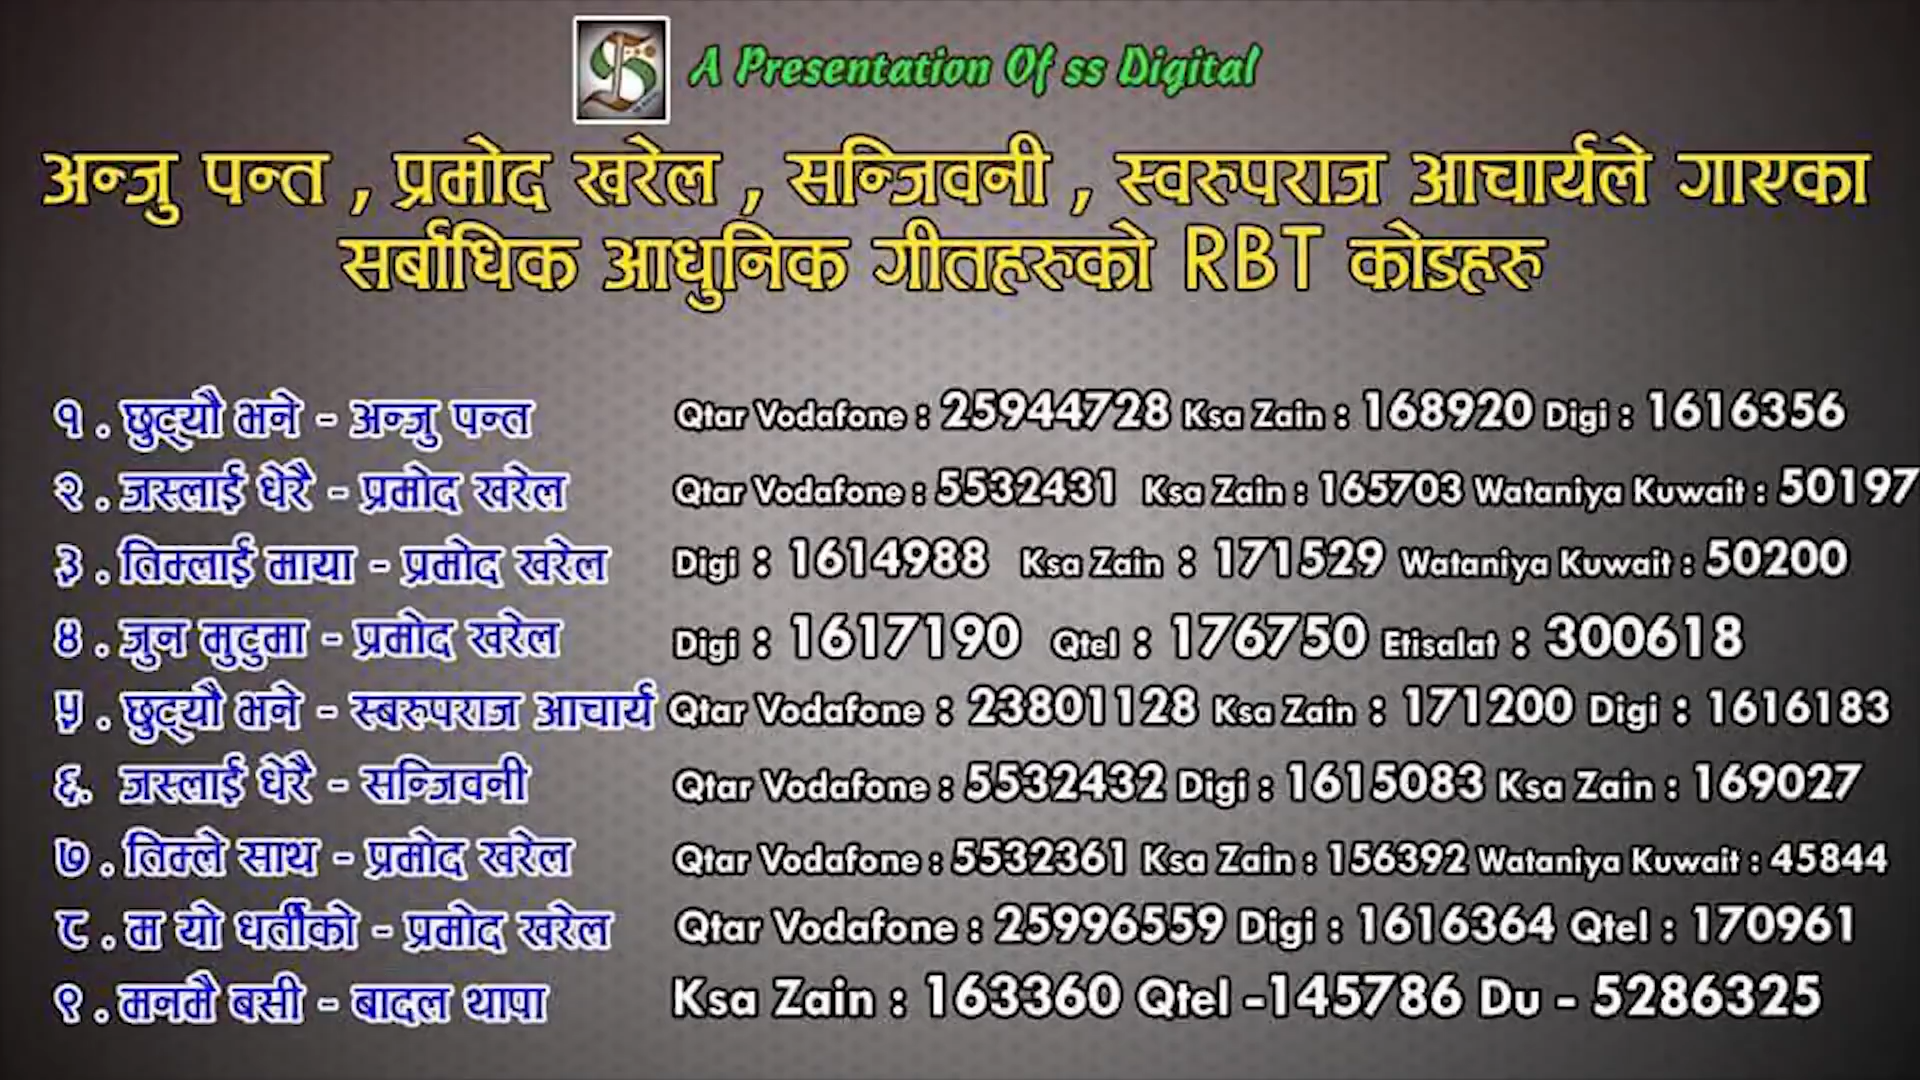 A Presentation Of ss Digital
अन्जु पन्त , प्रमोद खरेल , सन्जिवनी , स्वरुपराज आचार्यले गाएका
सर्बाधिक आधुनिक गीतहरुको RBT कोडहरु
१ . छुट्यौ भने - अन्जु पन्त Qtar Vodafone : 25944728 Ksa Zain : 168920 Digi : 1616356
२ . जस्लाई धेरै - प्रमोद खरेल Qtar Vodafone : 5532431 Ksa Zain : 165703 Wataniya Kuwait : 50197
३ . तिम्लाई माया - प्रमोद खरेल Digi : 1614988 Ksa Zain : 171529 Wataniya Kuwait : 50200
४ . जुन मुटुमा - प्रमोद खरेल Digi : 1617190 Qtel : 176750 Etisalat : 300618
५ . छुट्यौ भने - स्बरुपराज आचार्य Qtar Vodafone : 23801128 Ksa Zain : 171200 Digi : 1616183
६. जस्लाई धेरै - सन्जिवनी Qtar Vodafone : 5532432 Digi : 1615083 Ksa Zain : 169027
७ . तिम्ले साथ - प्रमोद खरेल Qtar Vodafone : 5532361 Ksa Zain : 156392 Wataniya Kuwait : 45844
८ . म यो धर्तीको - प्रमोद खरेल Qtar Vodafone : 25996559 Digi : 1616364 Qtel : 170961
९ . मनमै बसी - बादल थापा Ksa Zain : 163360 Qtel -145786 Du - 5286325